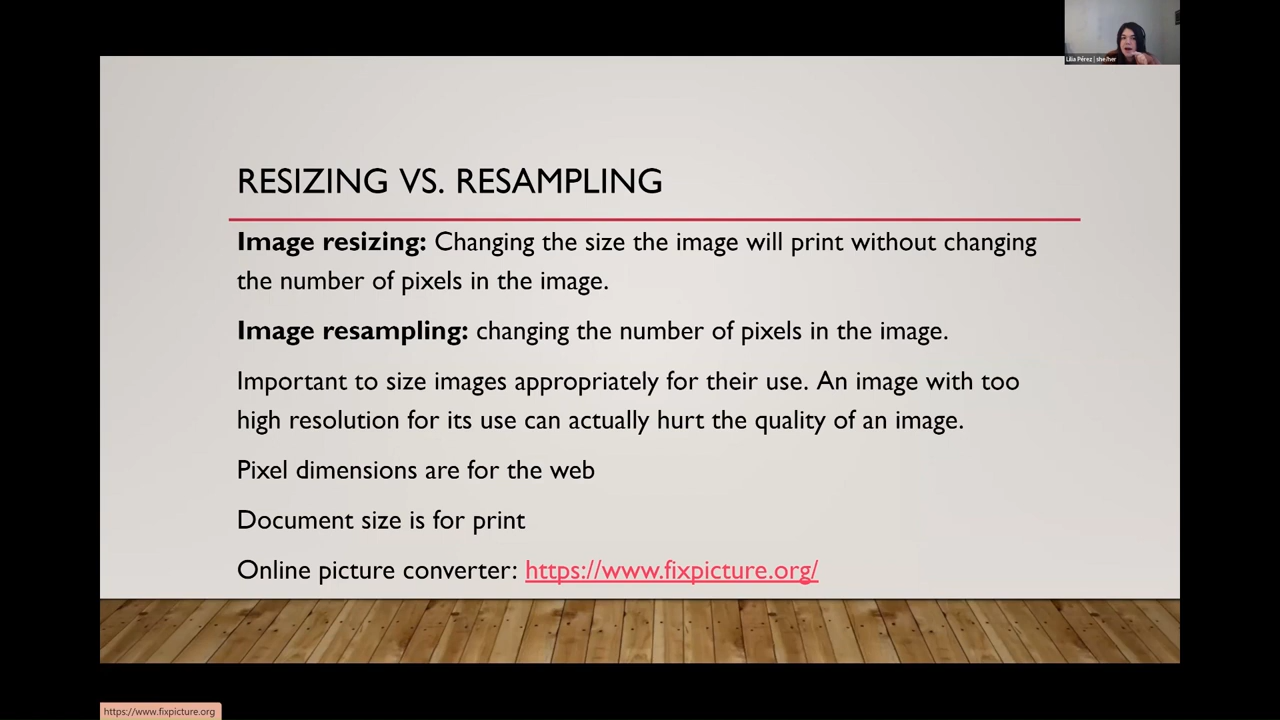 Lilia Pérez | she/her
RESIZING VS. RESAMPLING
Image resizing: Changing the size the image will print without changing
the number of pixels in the image.
Image resampling: changing the number of pixels in the image.
Important to size images appropriately for their use. An image with too
high resolution for its use can actually hurt the quality of an image.
Pixel dimensions are for the web
Document size is for print
Online picture converter: https://www.fixpicture.org/
https://www.fixpicture.org